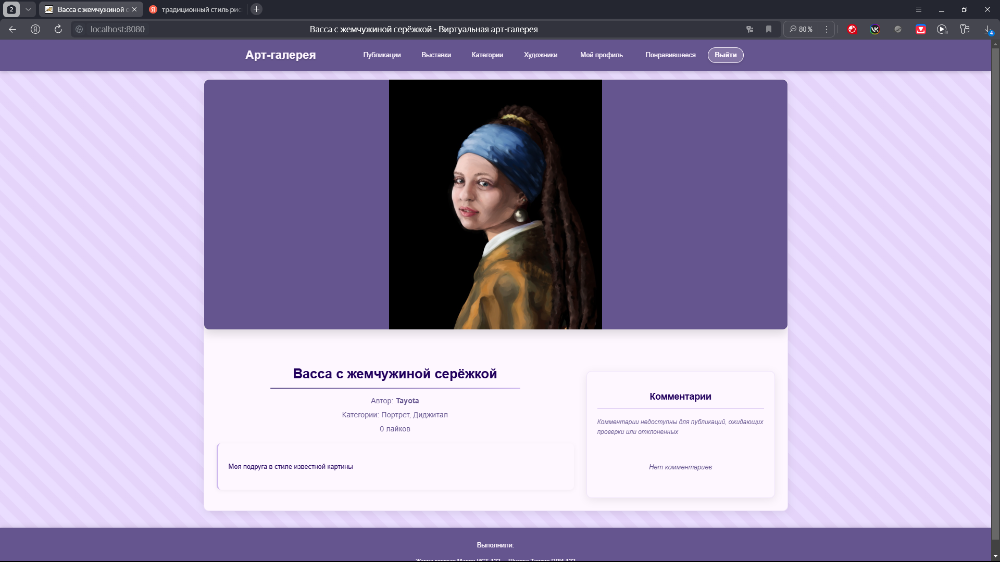 2
Васса с жемчужиной с
традиционный стиль рис
localhost:8080
Васса с жемчужиной серёжкой - Виртуальная арт-галерея
80 %
4
Арт-галерея
Публикации
Выставки
Категории
Художники
Мой профиль
Понравившееся
Выйти
Васса с жемчужиной серёжкой
Автор: Tayota
Категории: Портрет, Диджитал
0 лайков
Моя подруга в стиле известной картины
Комментарии
Комментарии недоступны для публикаций, ожидающих
проверки или отклоненных
Нет комментариев
Выполнили: